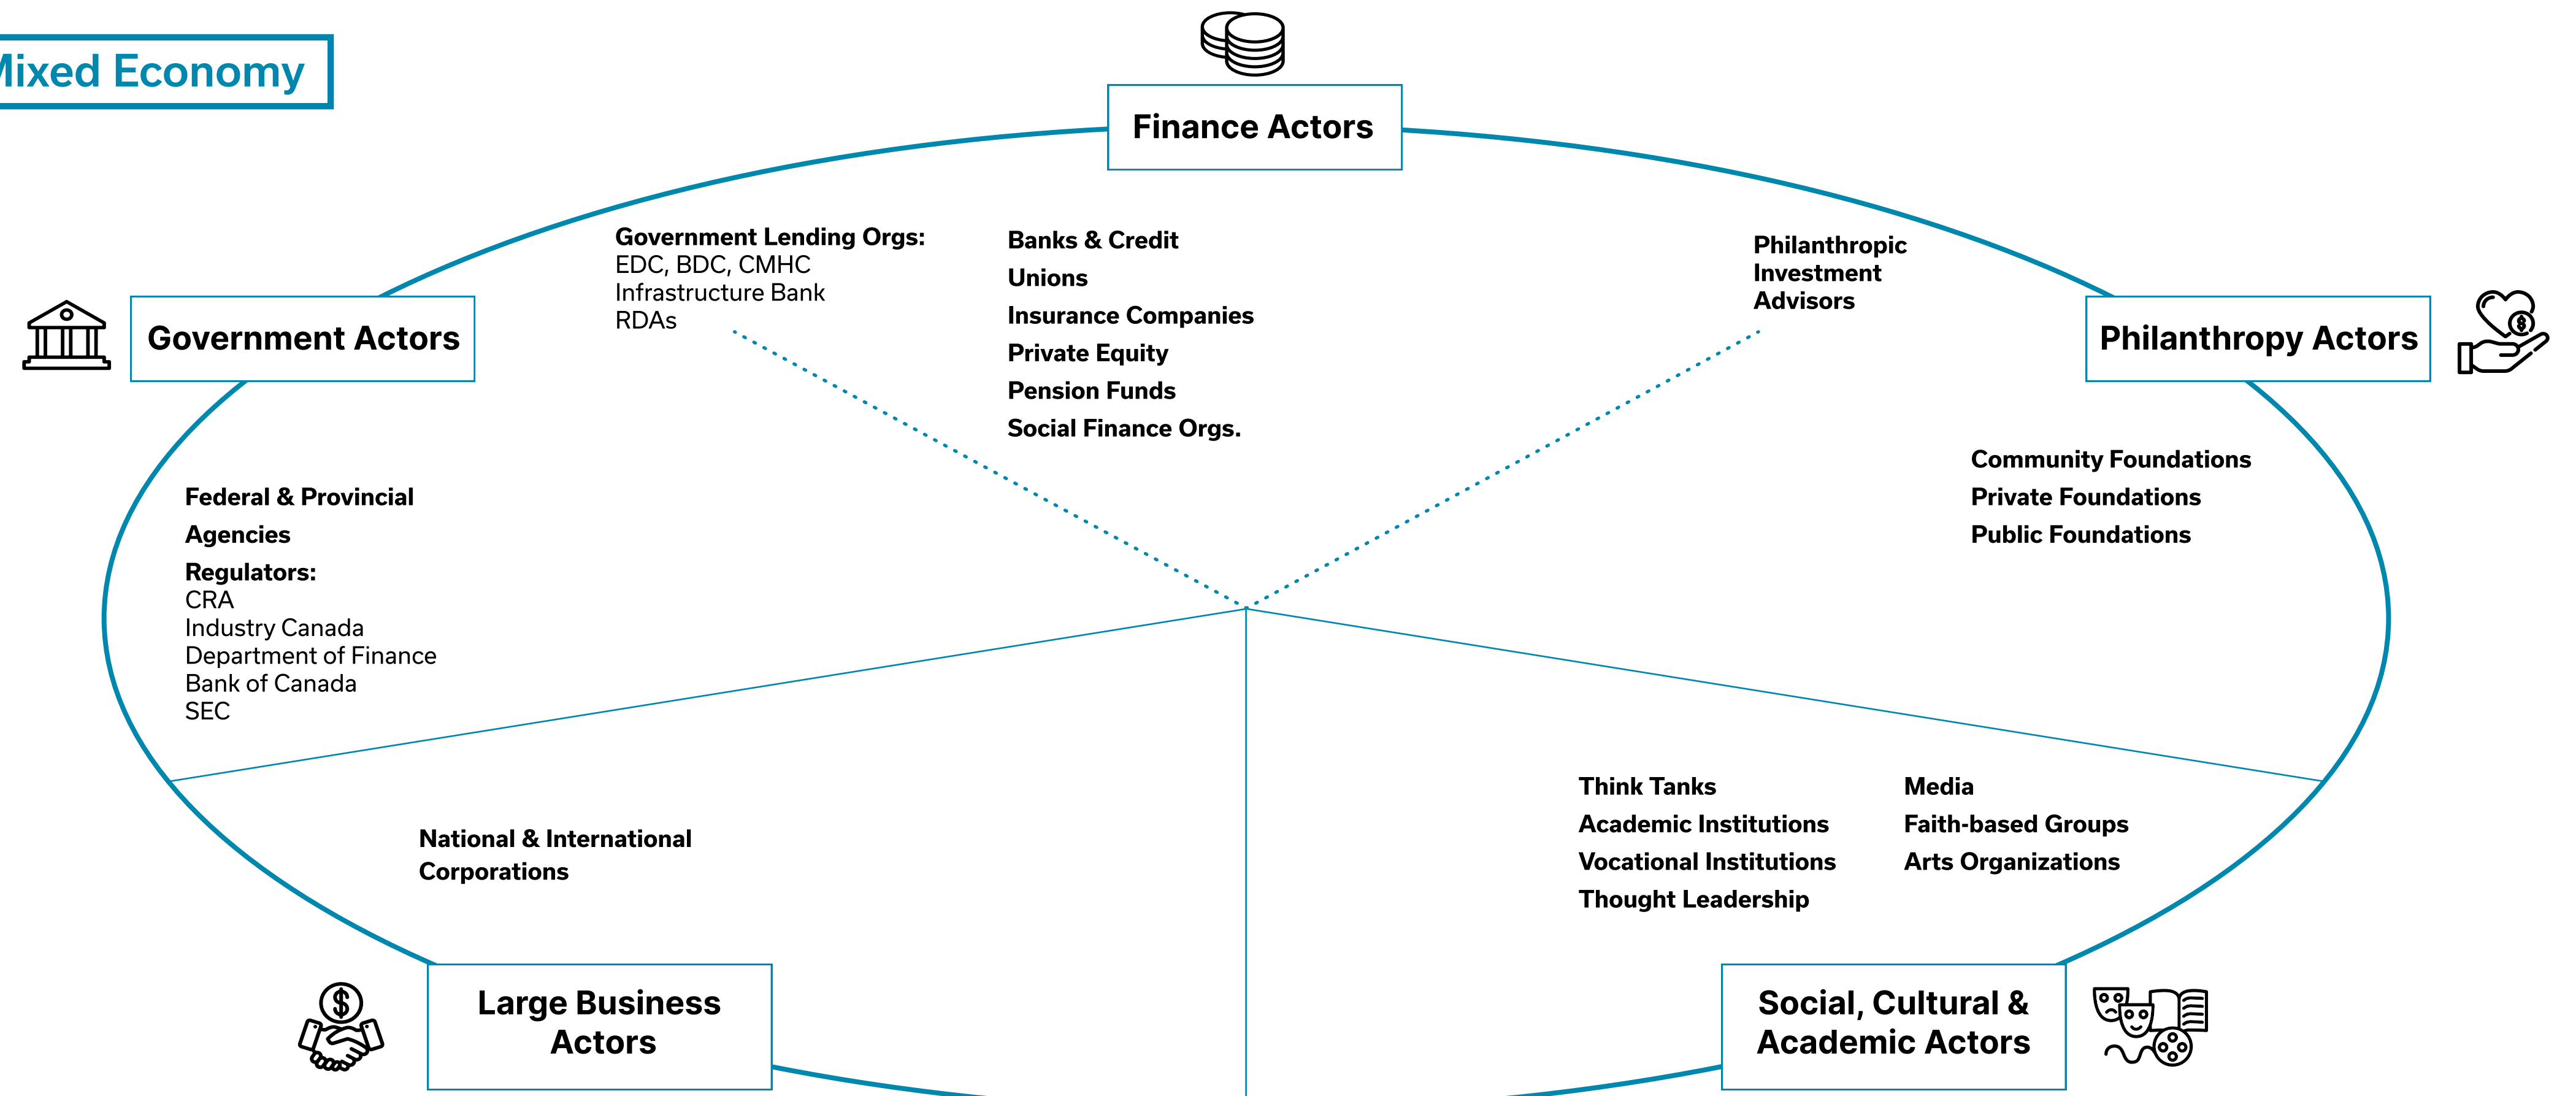 Mixed Economy
Finance Actors
Government Actors
Philanthropy Actors
Government Lending Orgs:
EDC, BDC, CMHC
Infrastructure Bank
RDAs
Banks & Credit
Unions
Insurance Companies
Private Equity
Pension Funds
Social Finance Orgs.
Philanthropic
Investment
Advisors
Federal & Provincial
Agencies
Regulators:
CRA
Industry Canada
Department of Finance
Bank of Canada
SEC
Community Foundations
Private Foundations
Public Foundations
National & International
Corporations
Think Tanks
Academic Institutions
Vocational Institutions
Thought Leadership
Media
Faith-based Groups
Arts Organizations
Large Business
Actors
Social, Cultural &
Academic Actors